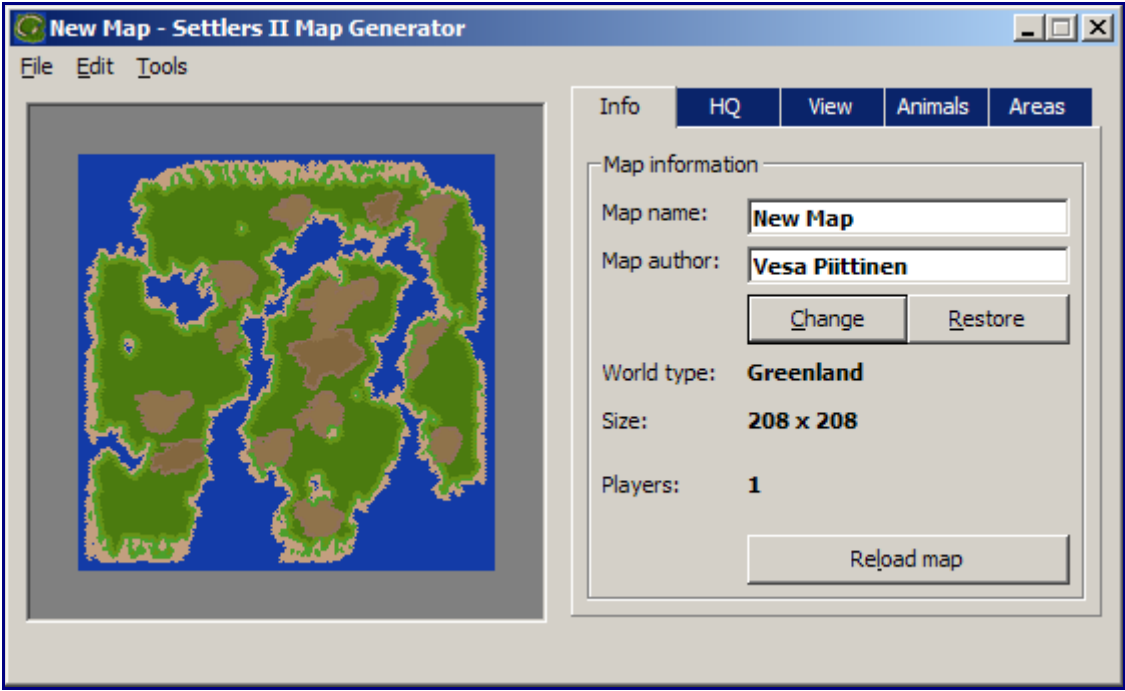 New Map - Settlers II Map Generator
File Edit Tools
Info HQ View Animals Areas
Map information
Map name: New Map
Map author: Vesa Piittinen
Change Restore
World type: Greenland
Size: 208 x 208
Players: 1
Reload map